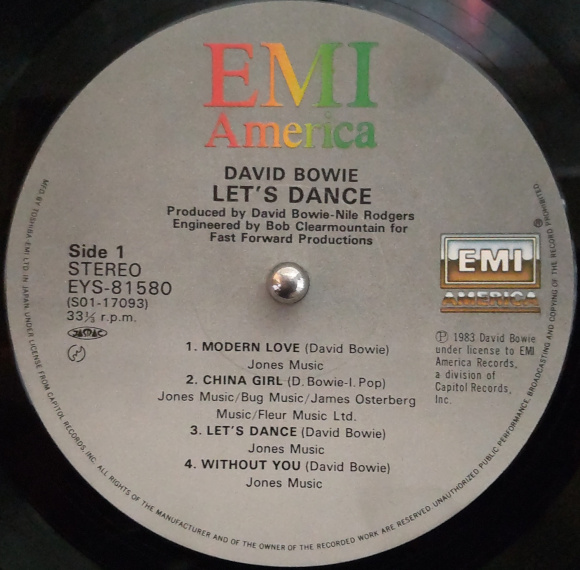 EMI
America
DAVID BOWIE
LET'S DANCE
Produced by David Bowie-Nile Rodgers
Engineered by Bob Clearmountain for
Fast Forward Productions
Side 1
STEREO
EYS-81580
(S01-17093)
33⅓ r.p.m.
JASRAC
EMI
AMERICA
Ⓟ 1983 David Bowie
under license to EMI
America Records,
a division of
Capitol Records,
Inc.
1. MODERN LOVE (David Bowie)
Jones Music
2. CHINA GIRL (D.Bowie-I.Pop)
Jones Music/Bug Music/James Osterberg
Music/Fleur Music Ltd.
3. LET'S DANCE (David Bowie)
Jones Music
4. WITHOUT YOU (David Bowie)
Jones Music
MFG. BY TOSHIBA-EMI LTD. IN JAPAN UNDER LICENSE FROM CAPITOL RECORDS, INC. ALL RIGHTS OF THE MANUFACTURER AND OF THE OWNER OF THE RECORDED WORK ARE RESERVED. UNAUTHORIZED PUBLIC PERFORMANCE, BROADCASTING AND COPYING OF THE RECORD PROHIBITED.